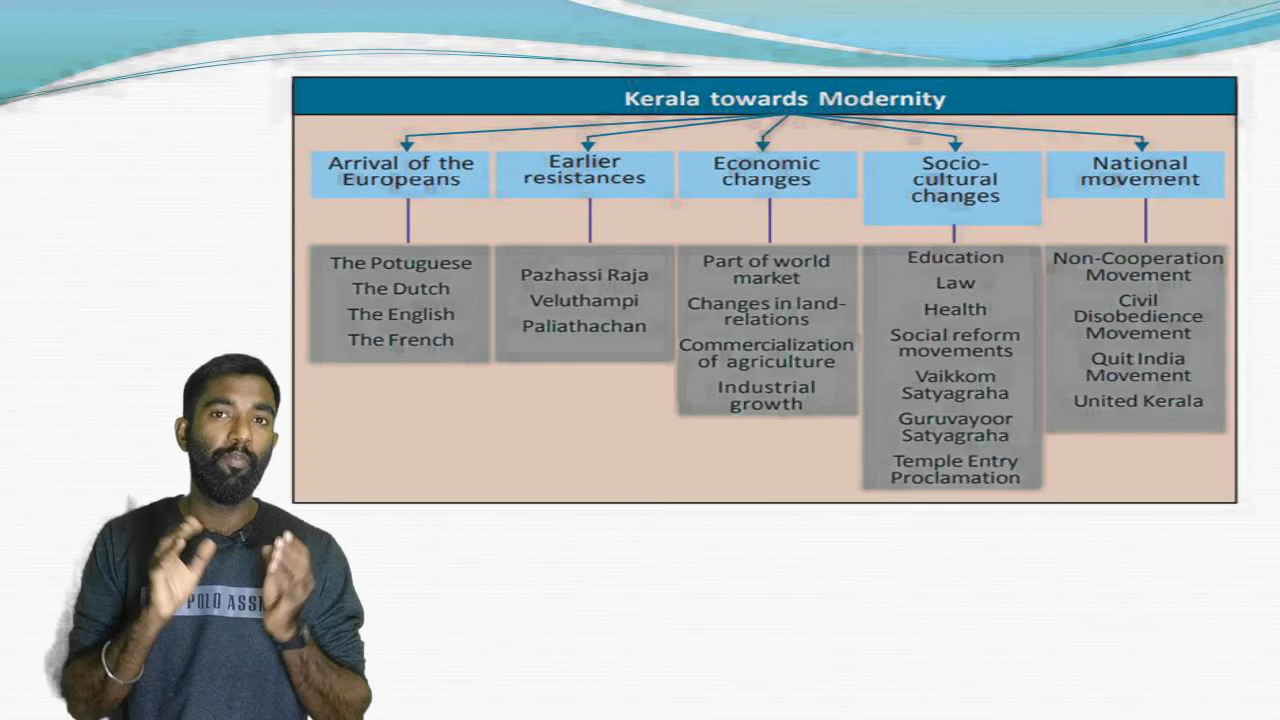 Kerala towards Modernity
Arrival of the
Europeans
Earlier
resistances
Economic
changes
Socio-
cultural
changes
National
movement
The Potuguese
The Dutch
The English
The French
Pazhassi Raja
Veluthampi
Paliathachan
Part of world
market
Changes in land-
relations
Commercialization
of agriculture
Industrial
growth
Education
Law
Health
Social reform
movements
Vaikkom
Satyagraha
Guruvayoor
Satyagraha
Temple Entry
Proclamation
Non-Cooperation
Movement
Civil
Disobedience
Movement
Quit India
Movement
United Kerala
POLO ASSN